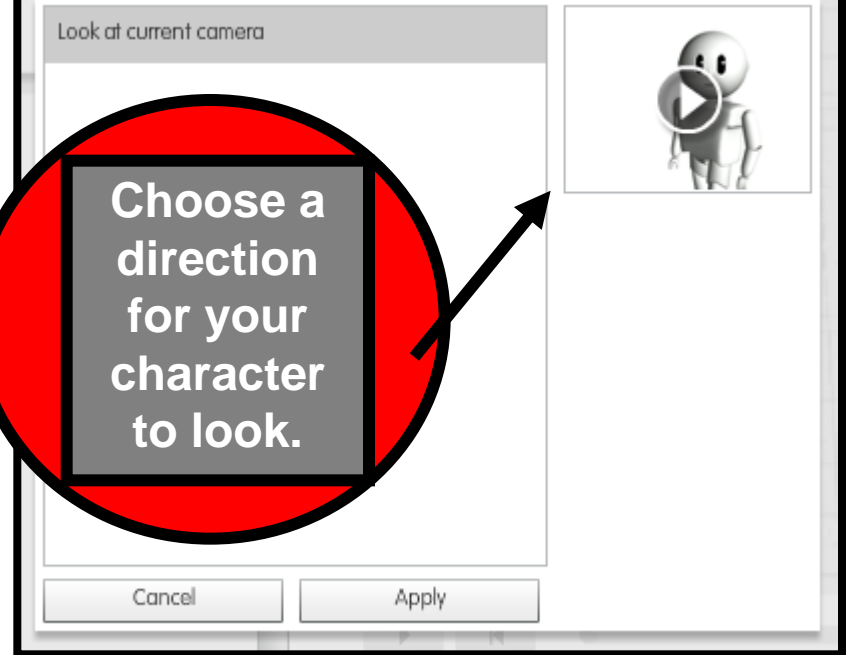 Look at current camera
Choose a
direction
for your
character
to look.
Cancel
Apply